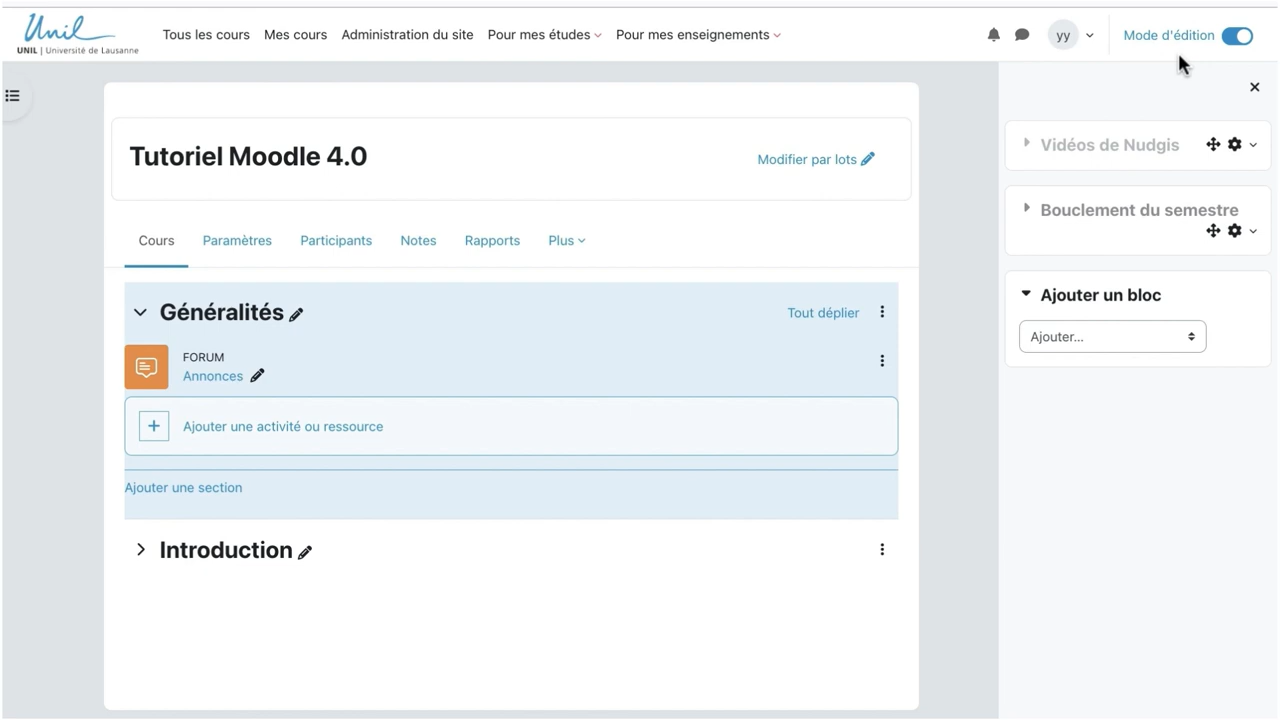 Unil
UNIL | Université de Lausanne
Tous les cours Mes cours Administration du site Pour mes études Pour mes enseignements
yy
Mode d'édition
Tutoriel Moodle 4.0
Modifier par lots
Cours Paramètres Participants Notes Rapports Plus
Généralités
Tout déplier
FORUM
Annonces
Ajouter une activité ou ressource
Ajouter une section
Introduction
Vidéos de Nudgis
Bouclement du semestre
Ajouter un bloc
Ajouter...